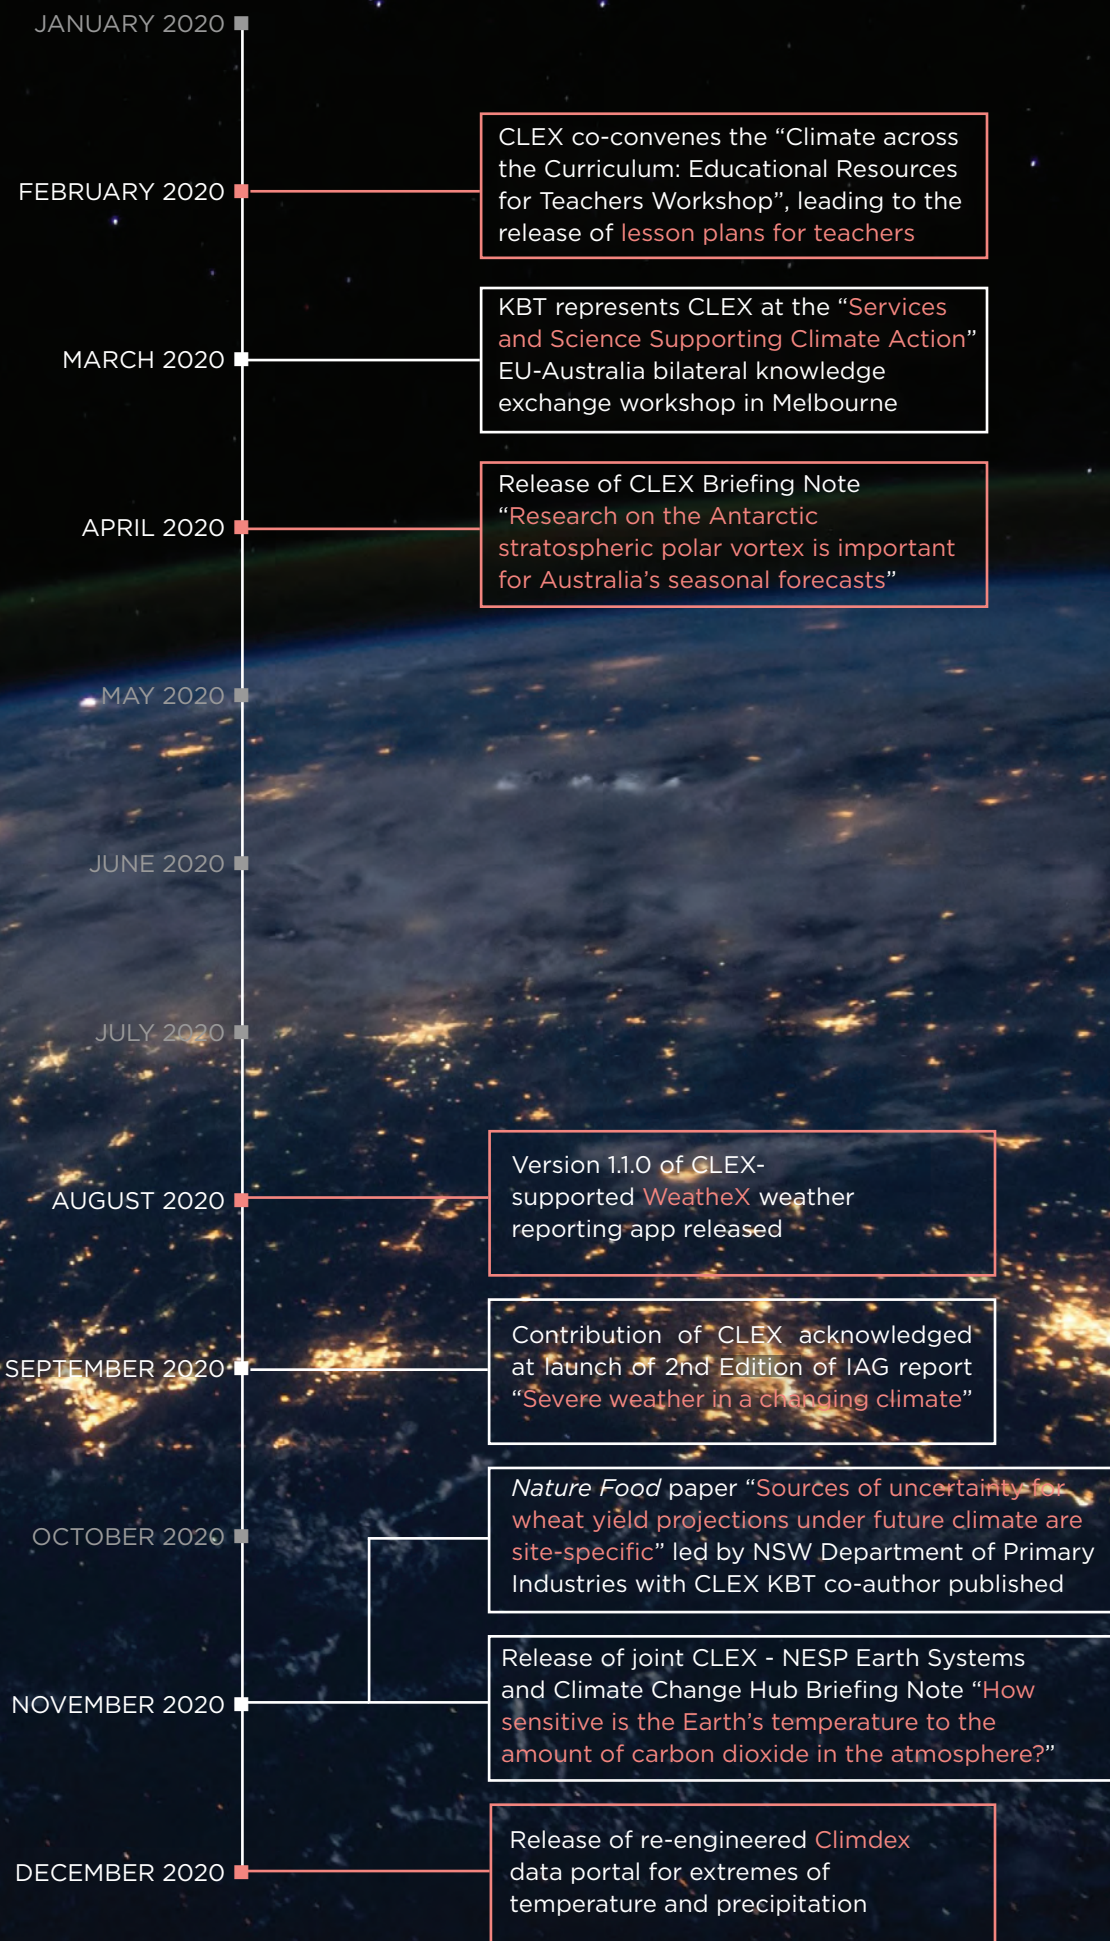 JANUARY 2020
FEBRUARY 2020
CLEX co-convenes the “Climate across
the Curriculum: Educational Resources
for Teachers Workshop”, leading to the
release of lesson plans for teachers
MARCH 2020
KBT represents CLEX at the “Services
and Science Supporting Climate Action”
EU-Australia bilateral knowledge
exchange workshop in Melbourne
APRIL 2020
Release of CLEX Briefing Note
“Research on the Antarctic
stratospheric polar vortex is important
for Australia’s seasonal forecasts”
MAY 2020
JUNE 2020
JULY 2020
AUGUST 2020
Version 1.1.0 of CLEX-
supported WeatheX weather
reporting app released
SEPTEMBER 2020
Contribution of CLEX acknowledged
at launch of 2nd Edition of IAG report
“Severe weather in a changing climate”
OCTOBER 2020
Nature Food paper “Sources of uncertainty for
wheat yield projections under future climate are
site-specific” led by NSW Department of Primary
Industries with CLEX KBT co-author published
NOVEMBER 2020
Release of joint CLEX - NESP Earth Systems
and Climate Change Hub Briefing Note “How
sensitive is the Earth’s temperature to the
amount of carbon dioxide in the atmosphere?”
DECEMBER 2020
Release of re-engineered Climdex
data portal for extremes of
temperature and precipitation